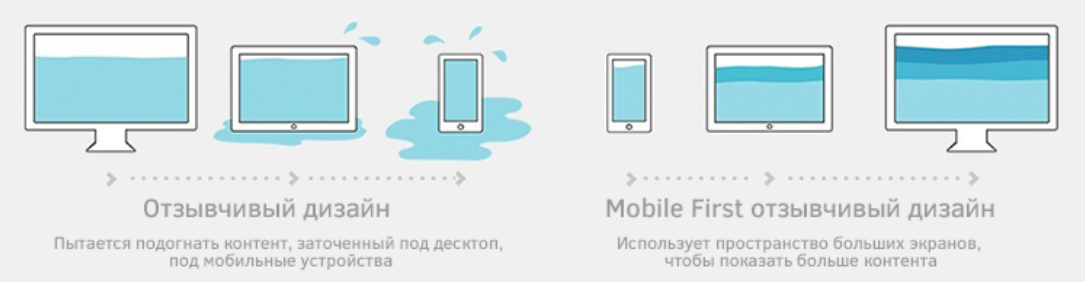 Отзывчивый дизайн
Пытается подогнать контент, заточенный под десктоп,
под мобильные устройства
Mobile First отзывчивый дизайн
Использует пространство больших экранов,
чтобы показать больше контента